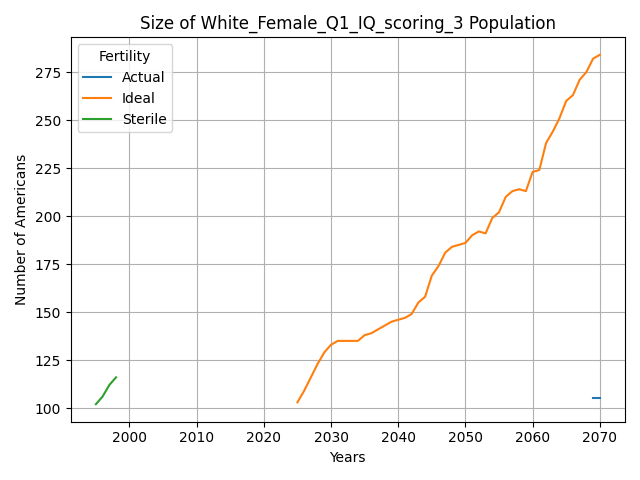 Size of White_Female_Q1_IQ_scoring_3 Population
Fertility
Actual
Ideal
Sterile
Number of Americans
275
250
225
200
175
150
125
100
2000 2010 2020 2030 2040 2050 2060 2070
Years